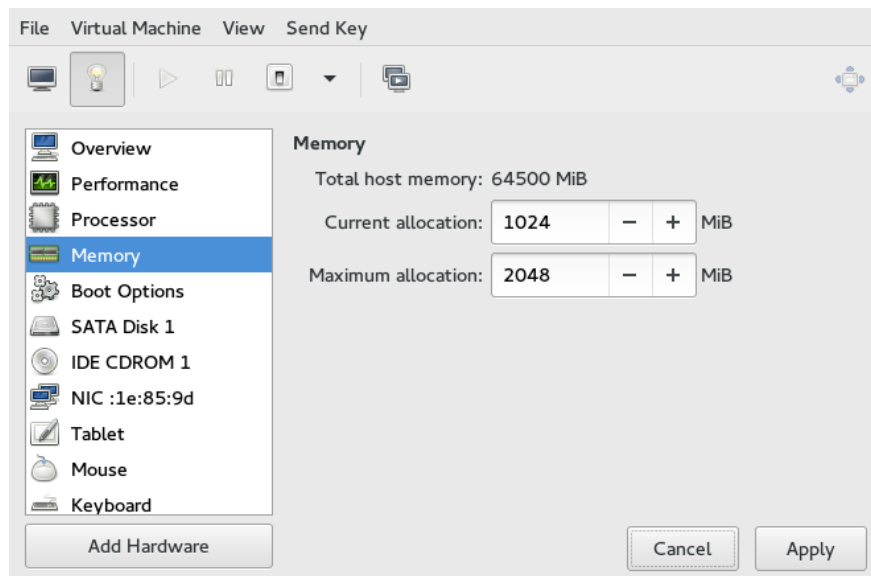 File Virtual Machine View Send Key
Overview
Performance
Processor
Memory
Boot Options
SATA Disk 1
IDE CDROM 1
NIC :1e:85:9d
Tablet
Mouse
Keyboard
Add Hardware
Memory
Total host memory: 64500 MiB
Current allocation: 1024 − + MiB
Maximum allocation: 2048 − + MiB
Cancel Apply